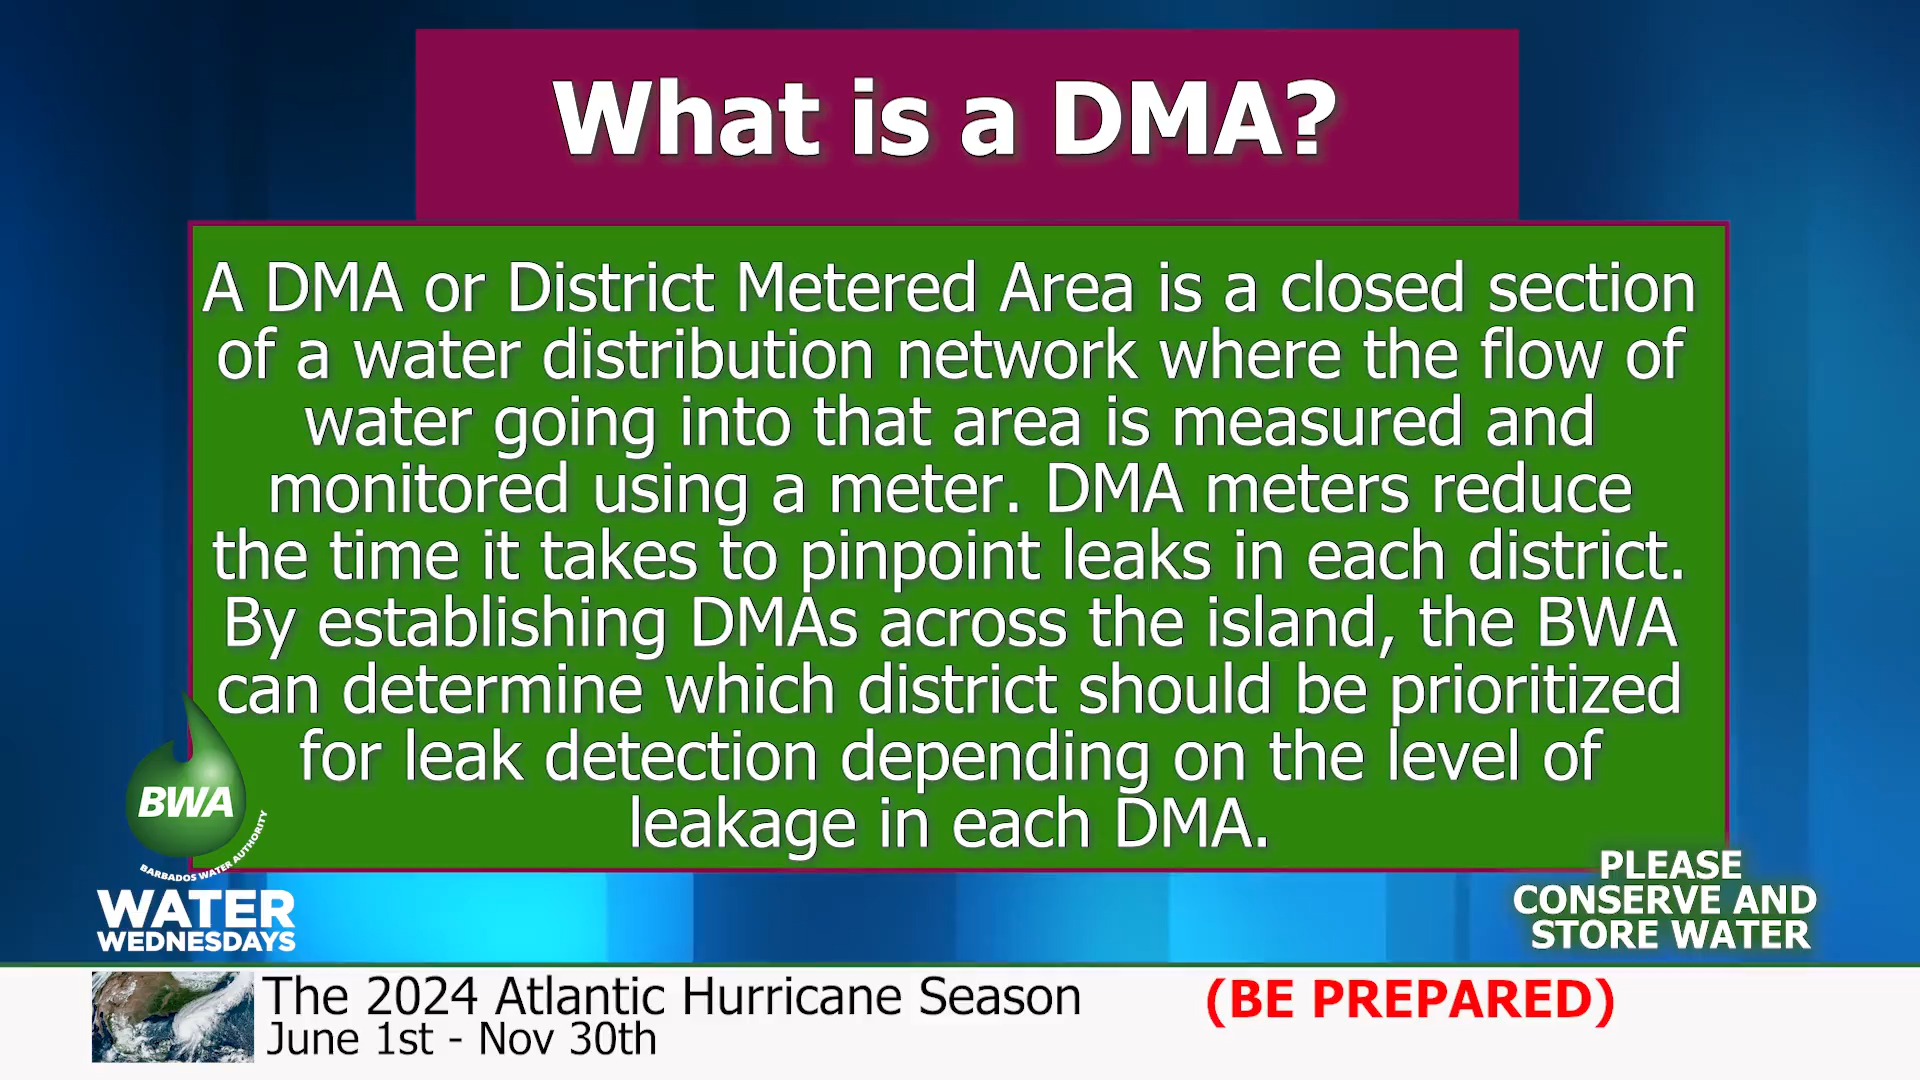 What is a DMA?
A DMA or District Metered Area is a closed section
of a water distribution network where the flow of
water going into that area is measured and
monitored using a meter. DMA meters reduce
the time it takes to pinpoint leaks in each district.
By establishing DMAs across the island, the BWA
can determine which district should be prioritized
for leak detection depending on the level of
leakage in each DMA.
BWA
BARBADOS WATER AUTHORITY
WATER
WEDNESDAYS
PLEASE
CONSERVE AND
STORE WATER
The 2024 Atlantic Hurricane Season
June 1st - Nov 30th
(BE PREPARED)